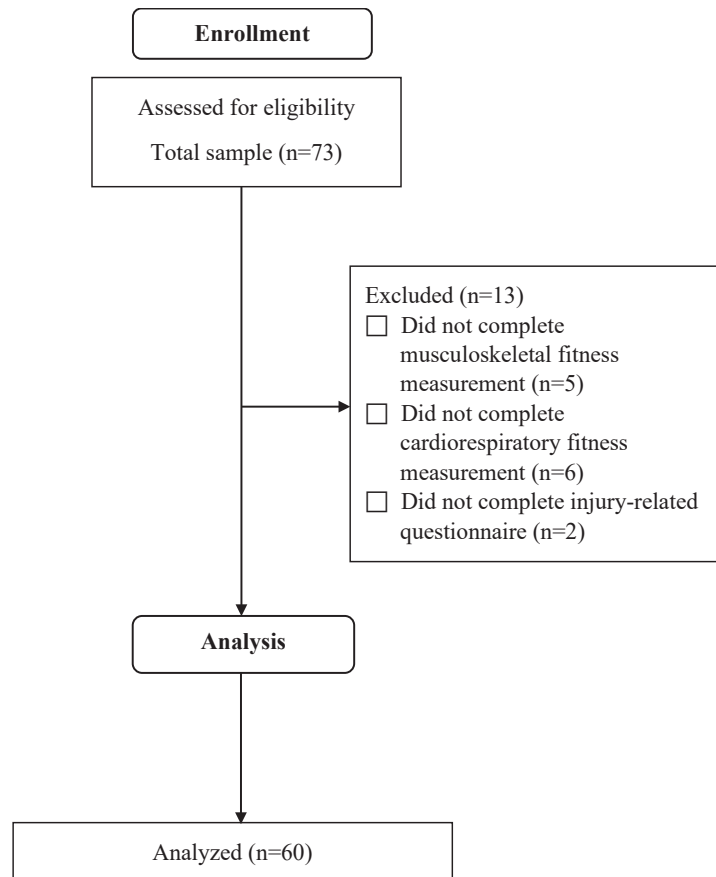 Enrollment
Assessed for eligibility
Total sample (n=73)
Excluded (n=13)
Did not complete
musculoskeletal fitness
measurement (n=5)
Did not complete
cardiorespiratory fitness
measurement (n=6)
Did not complete injury-related
questionnaire (n=2)
Analysis
Analyzed (n=60)